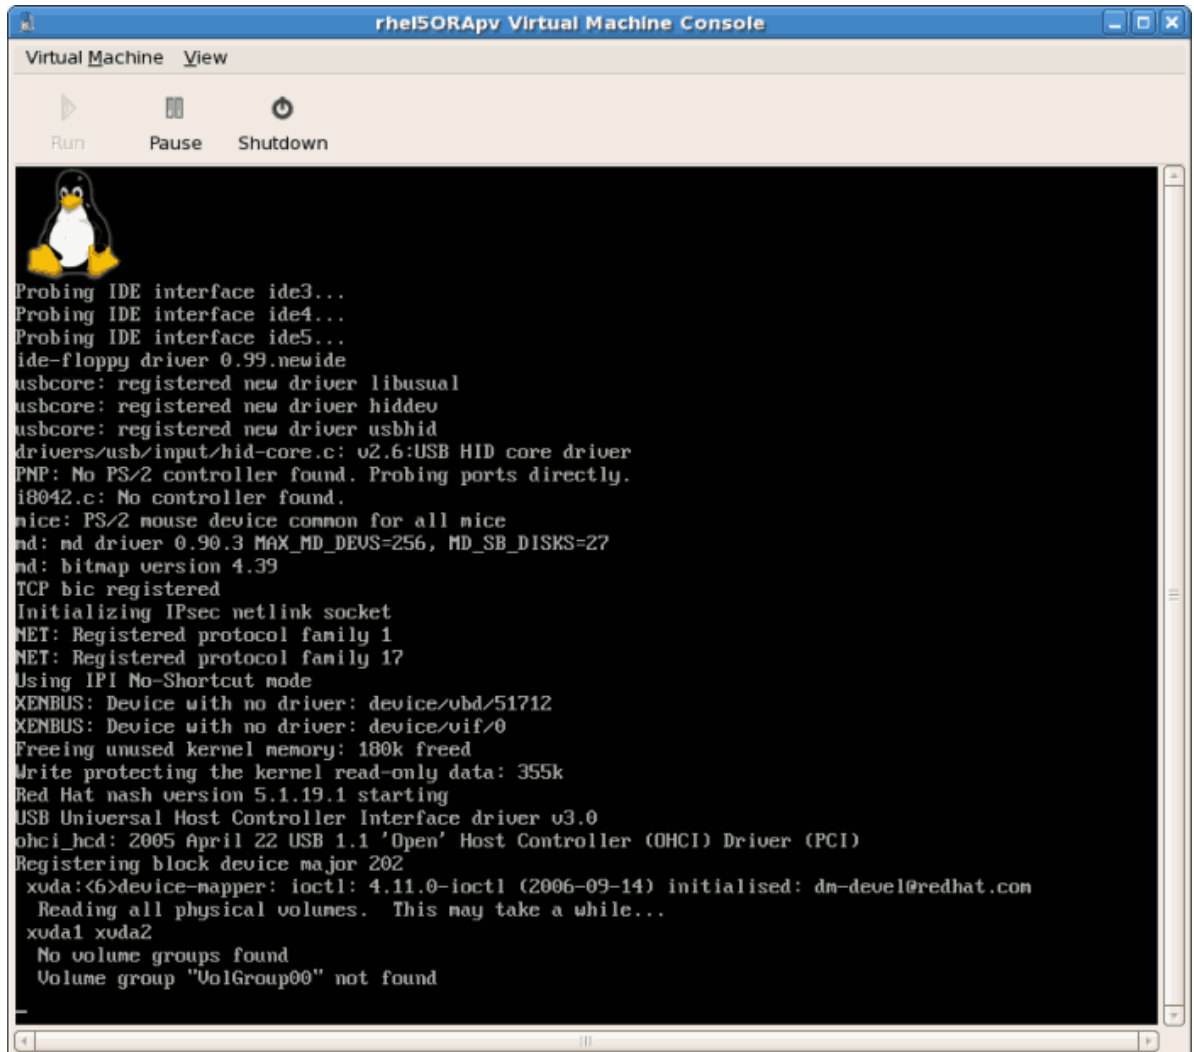 rhel5ORApv Virtual Machine Console
Virtual Machine View
Run Pause Shutdown
Probing IDE interface ide3...
Probing IDE interface ide4...
Probing IDE interface ide5...
ide-floppy driver 0.99.newide
usbcore: registered new driver libusual
usbcore: registered new driver hiddev
usbcore: registered new driver usbhid
drivers/usb/input/hid-core.c: v2.6:USB HID core driver
PNP: No PS/2 controller found. Probing ports directly.
i8042.c: No controller found.
mice: PS/2 mouse device common for all mice
md: md driver 0.90.3 MAX_MD_DEVS=256, MD_SB_DISKS=27
md: bitmap version 4.39
TCP bic registered
Initializing IPsec netlink socket
NET: Registered protocol family 1
NET: Registered protocol family 17
Using IPI No-Shortcut mode
XENBUS: Device with no driver: device/vbd/51712
XENBUS: Device with no driver: device/vif/0
Freeing unused kernel memory: 180k freed
Write protecting the kernel read-only data: 355k
Red Hat nash version 5.1.19.1 starting
USB Universal Host Controller Interface driver v3.0
ohci_hcd: 2005 April 22 USB 1.1 'Open' Host Controller (OHCI) Driver (PCI)
Registering block device major 202
xvda:<6>device-mapper: ioctl: 4.11.0-ioctl (2006-09-14) initialised: dm-devel@redhat.com
Reading all physical volumes.  This may take a while...
xvda1 xvda2
No volume groups found
Volume group "VolGroup00" not found